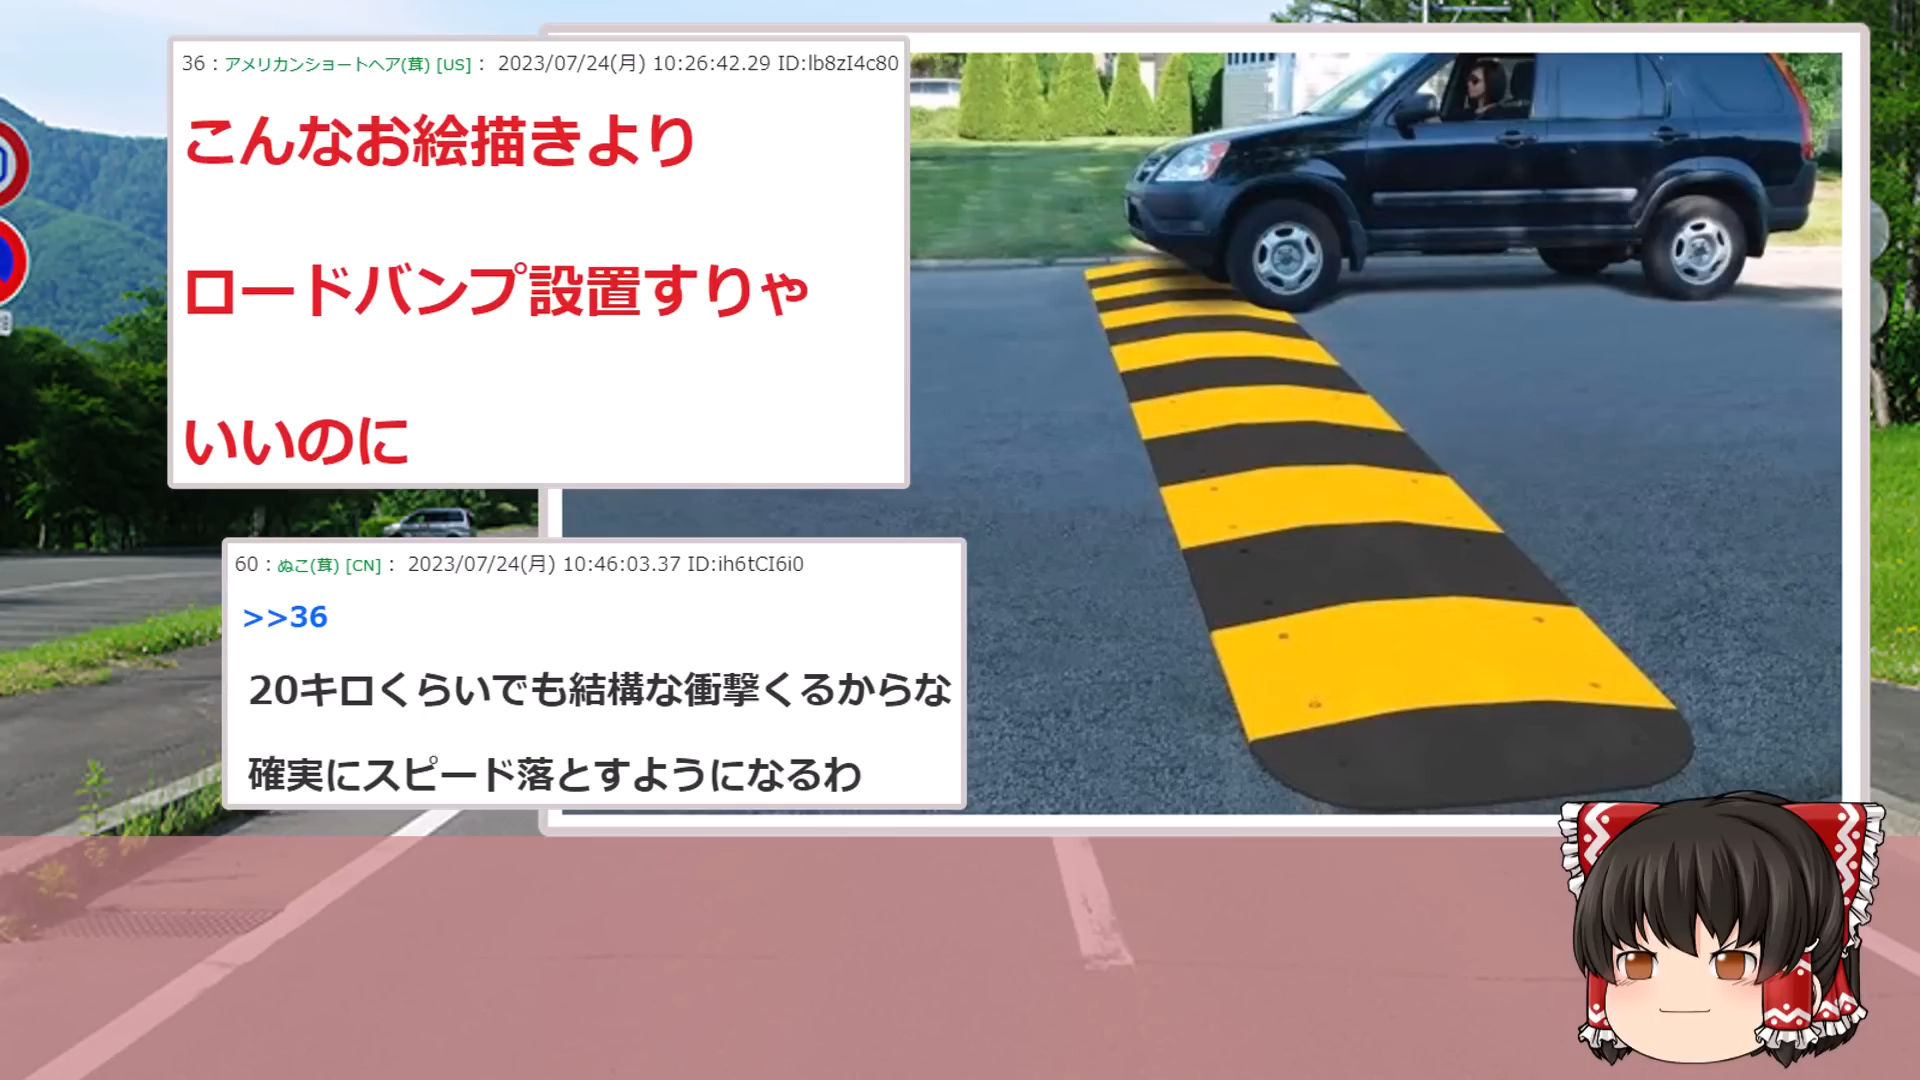 36：アメリカンショートヘア(茸) [US]： 2023/07/24(月) 10:26:42.29 ID:lb8zI4c80
こんなお絵描きより
ロードバンプ設置すりゃ
いいのに
60：ぬこ(茸) [CN]： 2023/07/24(月) 10:46:03.37 ID:ih6tCI6i0
>>36
20キロくらいでも結構な衝撃くるからな
確実にスピード落とすようになるわ